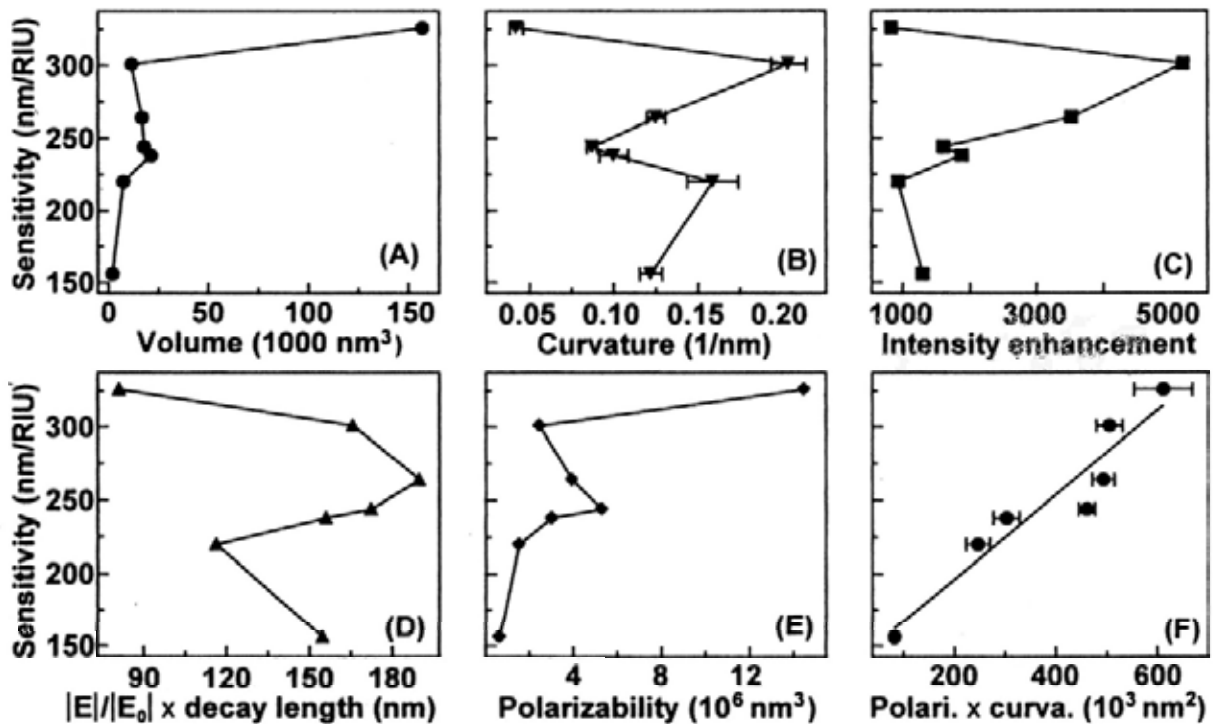 Sensitivity (nm/RIU)
300
250
200
150
0 50 100 150
Volume (1000 nm³)
(A)
0.05 0.10 0.15 0.20
Curvature (1/nm)
(B)
1000 3000 5000
Intensity enhancement
(C)
Sensitivity (nm/RIU)
300
250
200
150
90 120 150 180
|E|/|E₀| x decay length (nm)
(D)
4 8 12
Polarizability (10⁶ nm³)
(E)
200 400 600
Polari. x curva. (10³ nm²)
(F)